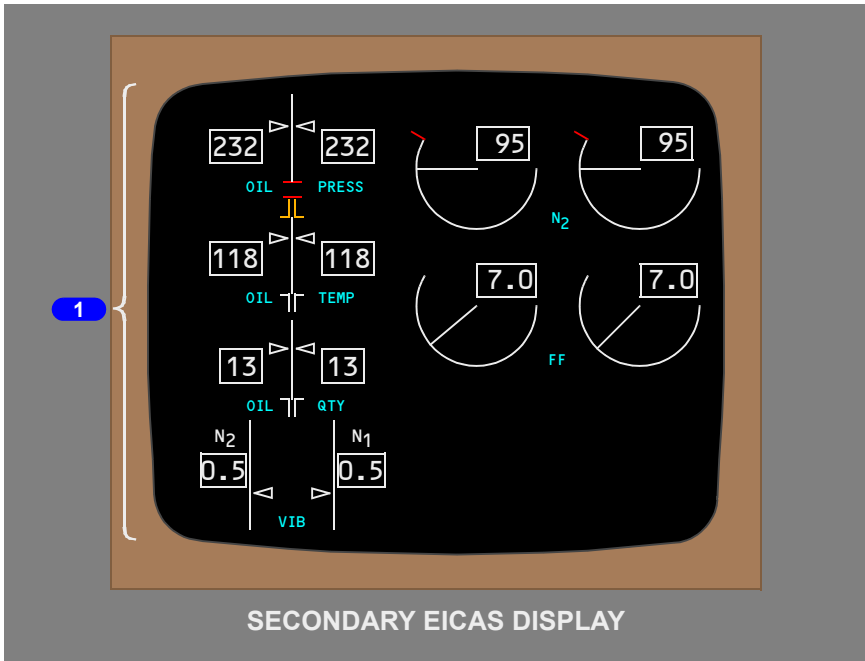 232 232 95 95
OIL PRESS
N2
118 118
7.0 7.0
OIL TEMP
1
13 13
FF
OIL QTY
N2 N1
0.5 0.5
VIB
SECONDARY EICAS DISPLAY